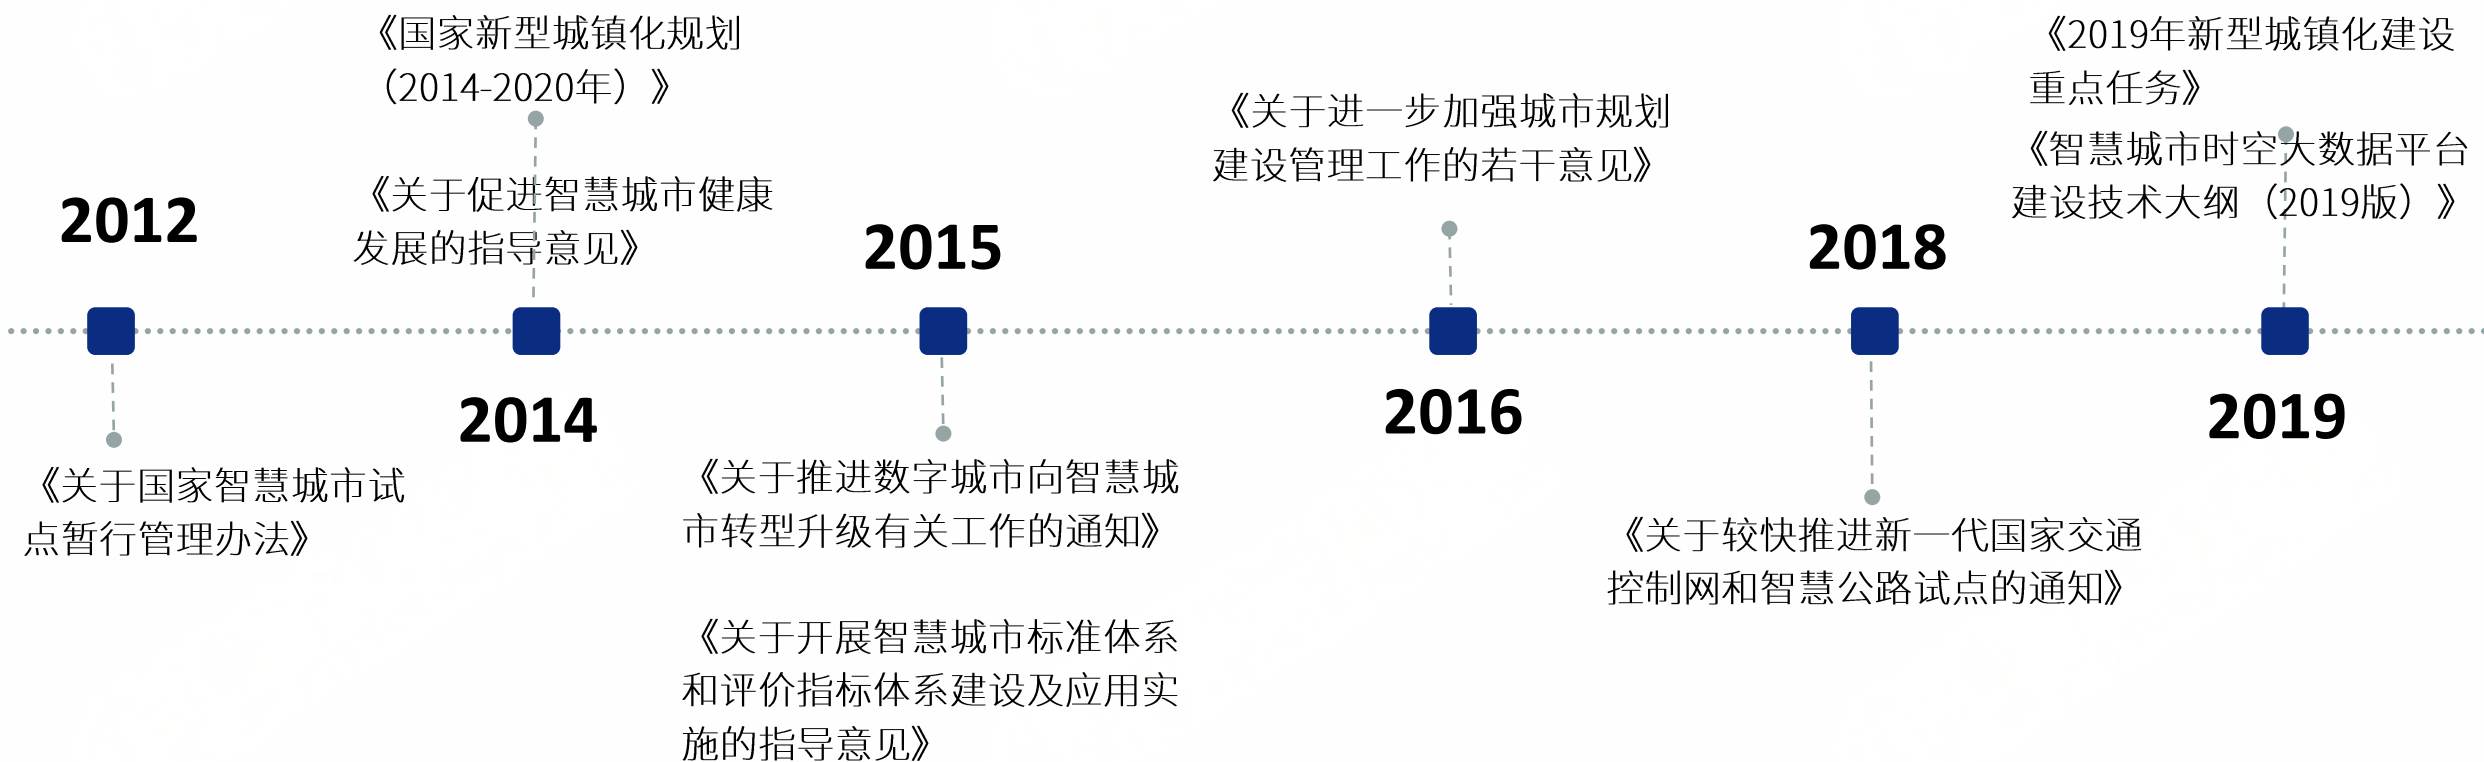 2012
《关于国家智慧城市试
点暂行管理办法》
《国家新型城镇化规划
（2014-2020年）》
《关于促进智慧城市健康
发展的指导意见》
2014
2015
《关于推进数字城市向智慧城
市转型升级有关工作的通知》
《关于开展智慧城市标准体系
和评价指标体系建设及应用实
施的指导意见》
《关于进一步加强城市规划
建设管理工作的若干意见》
2016
2018
《关于较快推进新一代国家交通
控制网和智慧公路试点的通知》
《2019年新型城镇化建设
重点任务》
《智慧城市时空大数据平台
建设技术大纲（2019版）》
2019